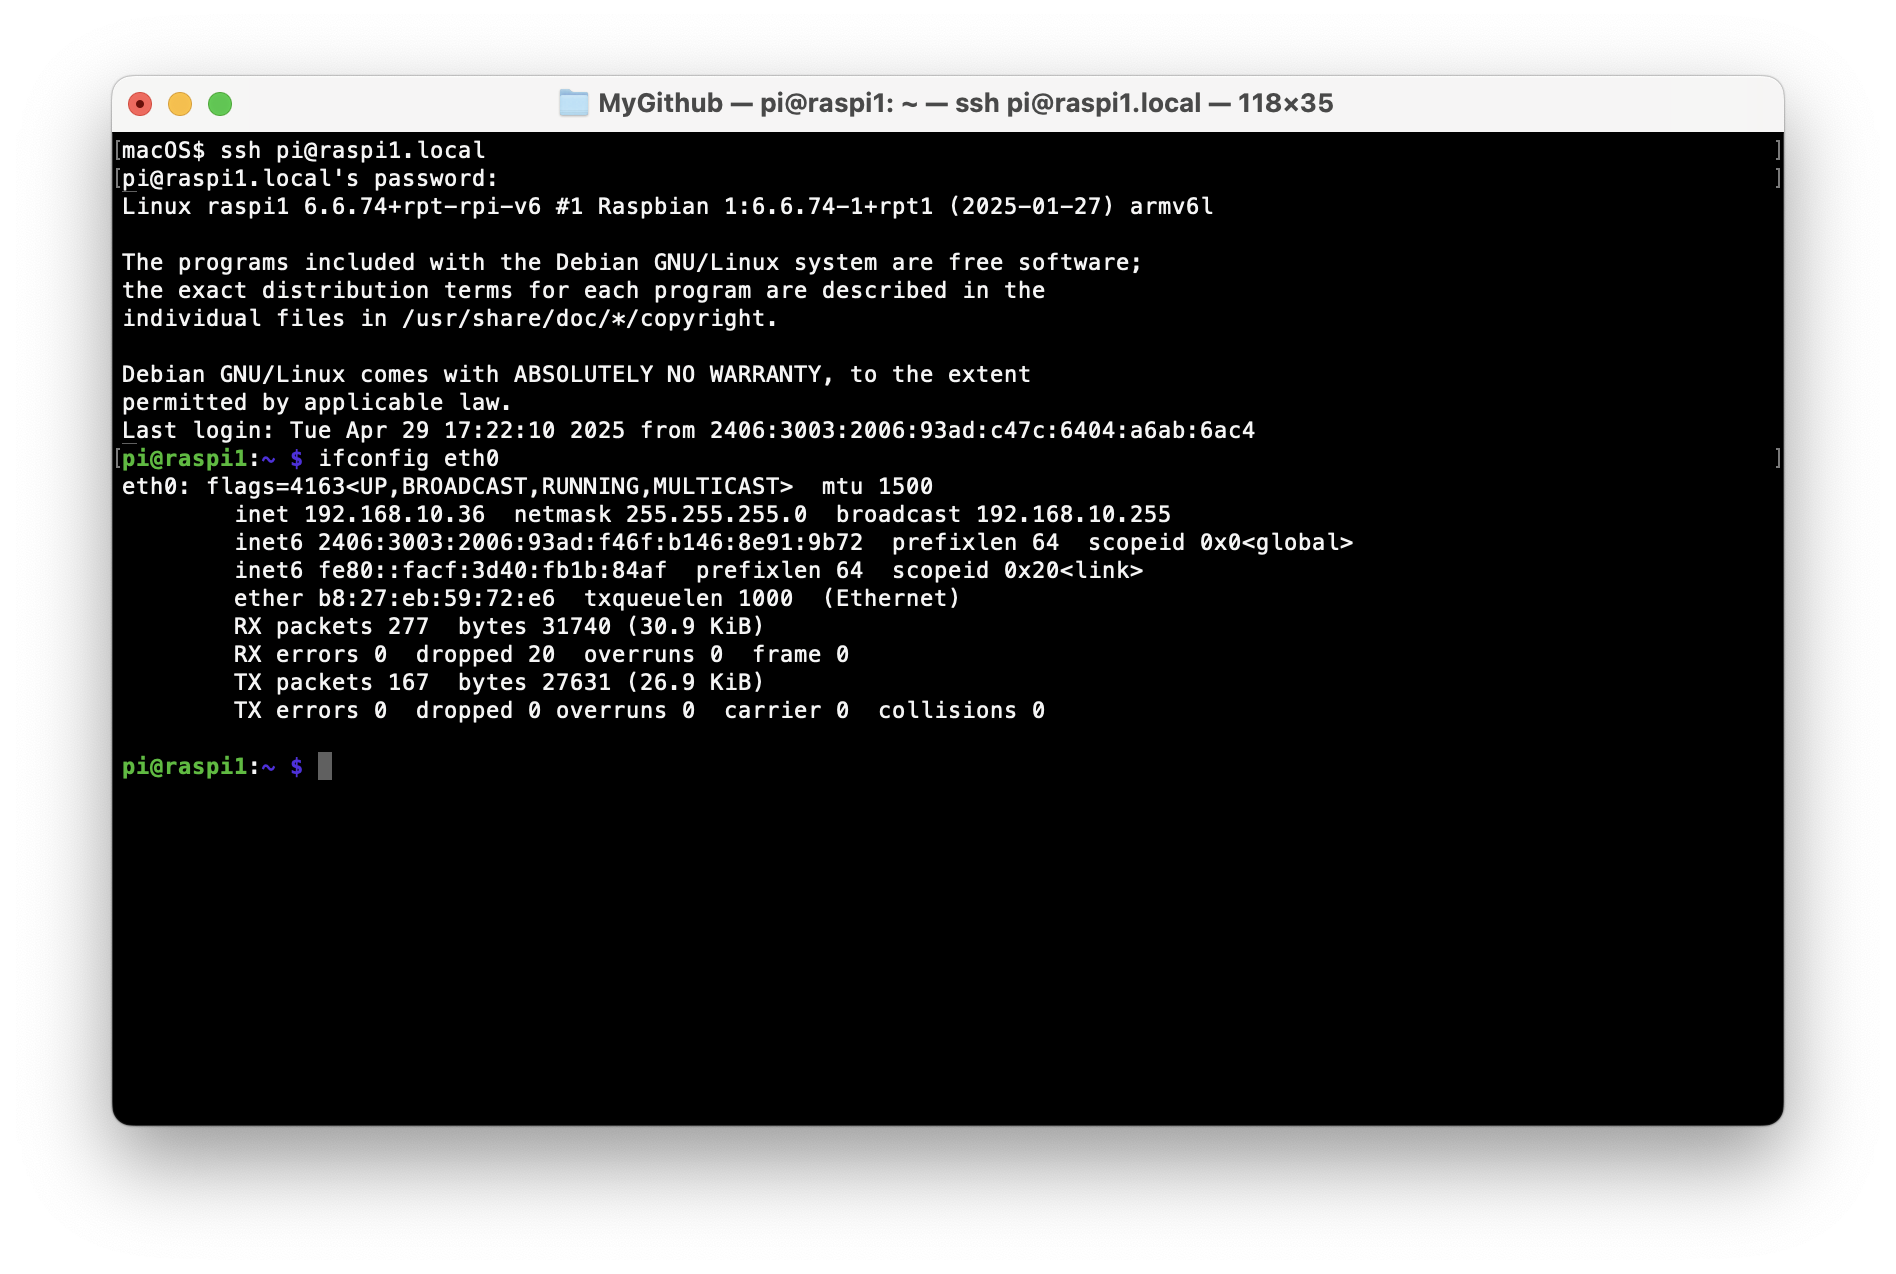 MyGithub — pi@raspi1: ~ — ssh pi@raspi1.local — 118×35
[macOS$ ssh pi@raspi1.local ]
[pi@raspi1.local's password: ]
Linux raspi1 6.6.74+rpt-rpi-v6 #1 Raspbian 1:6.6.74-1+rpt1 (2025-01-27) armv6l
The programs included with the Debian GNU/Linux system are free software;
the exact distribution terms for each program are described in the
individual files in /usr/share/doc/*/copyright.
Debian GNU/Linux comes with ABSOLUTELY NO WARRANTY, to the extent
permitted by applicable law.
Last login: Tue Apr 29 17:22:10 2025 from 2406:3003:2006:93ad:c47c:6404:a6ab:6ac4
[pi@raspi1:~ $ ifconfig eth0 ]
eth0: flags=4163<UP,BROADCAST,RUNNING,MULTICAST>  mtu 1500
        inet 192.168.10.36  netmask 255.255.255.0  broadcast 192.168.10.255
        inet6 2406:3003:2006:93ad:f46f:b146:8e91:9b72  prefixlen 64  scopeid 0x0<global>
        inet6 fe80::facf:3d40:fb1b:84af  prefixlen 64  scopeid 0x20<link>
        ether b8:27:eb:59:72:e6  txqueuelen 1000  (Ethernet)
        RX packets 277  bytes 31740 (30.9 KiB)
        RX errors 0  dropped 20  overruns 0  frame 0
        TX packets 167  bytes 27631 (26.9 KiB)
        TX errors 0  dropped 0 overruns 0  carrier 0  collisions 0
pi@raspi1:~ $